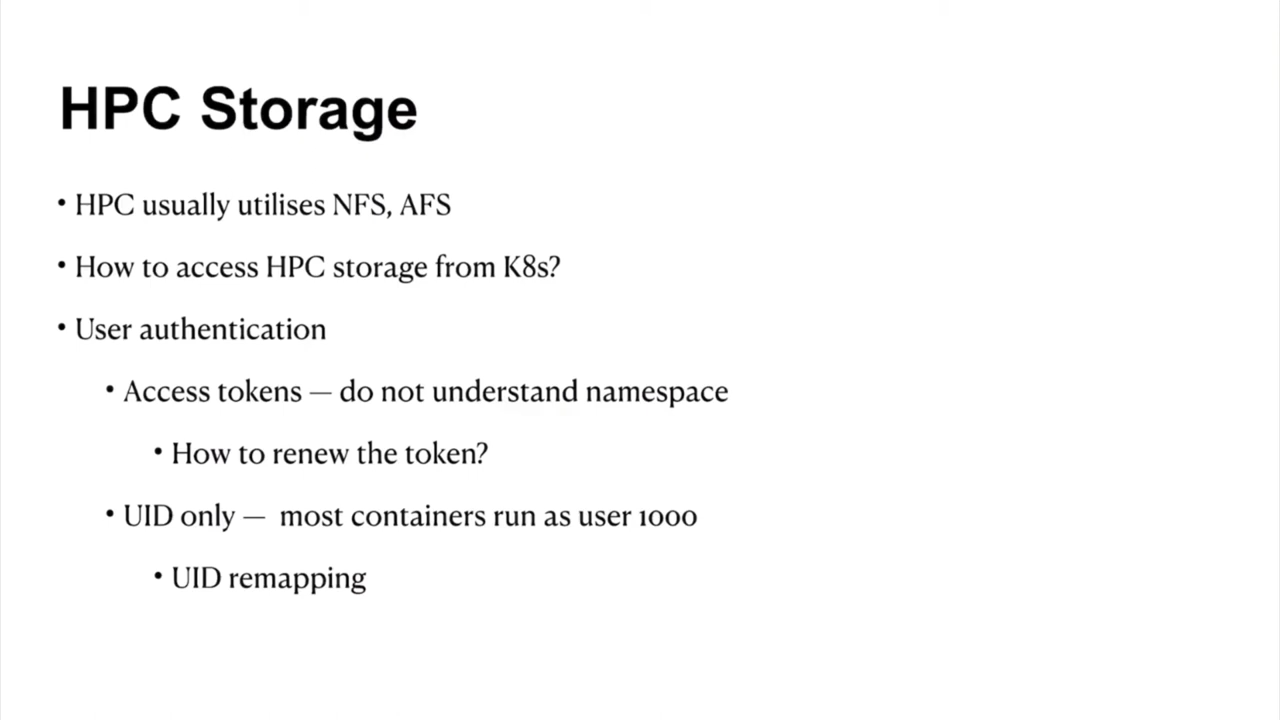 HPC Storage
• HPC usually utilises NFS, AFS
• How to access HPC storage from K8s?
• User authentication
• Access tokens — do not understand namespace
• How to renew the token?
• UID only — most containers run as user 1000
• UID remapping